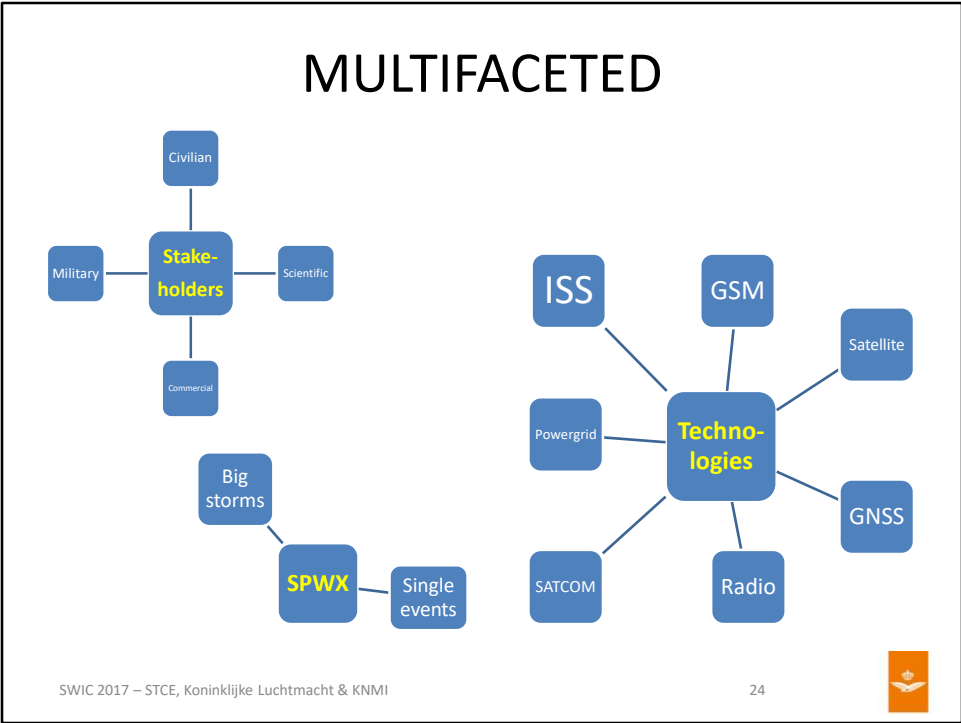 MULTIFACETED
Civilian
Military
Stake-
holders
Scientific
Commercial
Big
storms
SPWX
Single
events
ISS
GSM
Satellite
Powergrid
Techno-
logies
GNSS
SATCOM
Radio
SWIC 2017 – STCE, Koninklijke Luchtmacht & KNMI
24